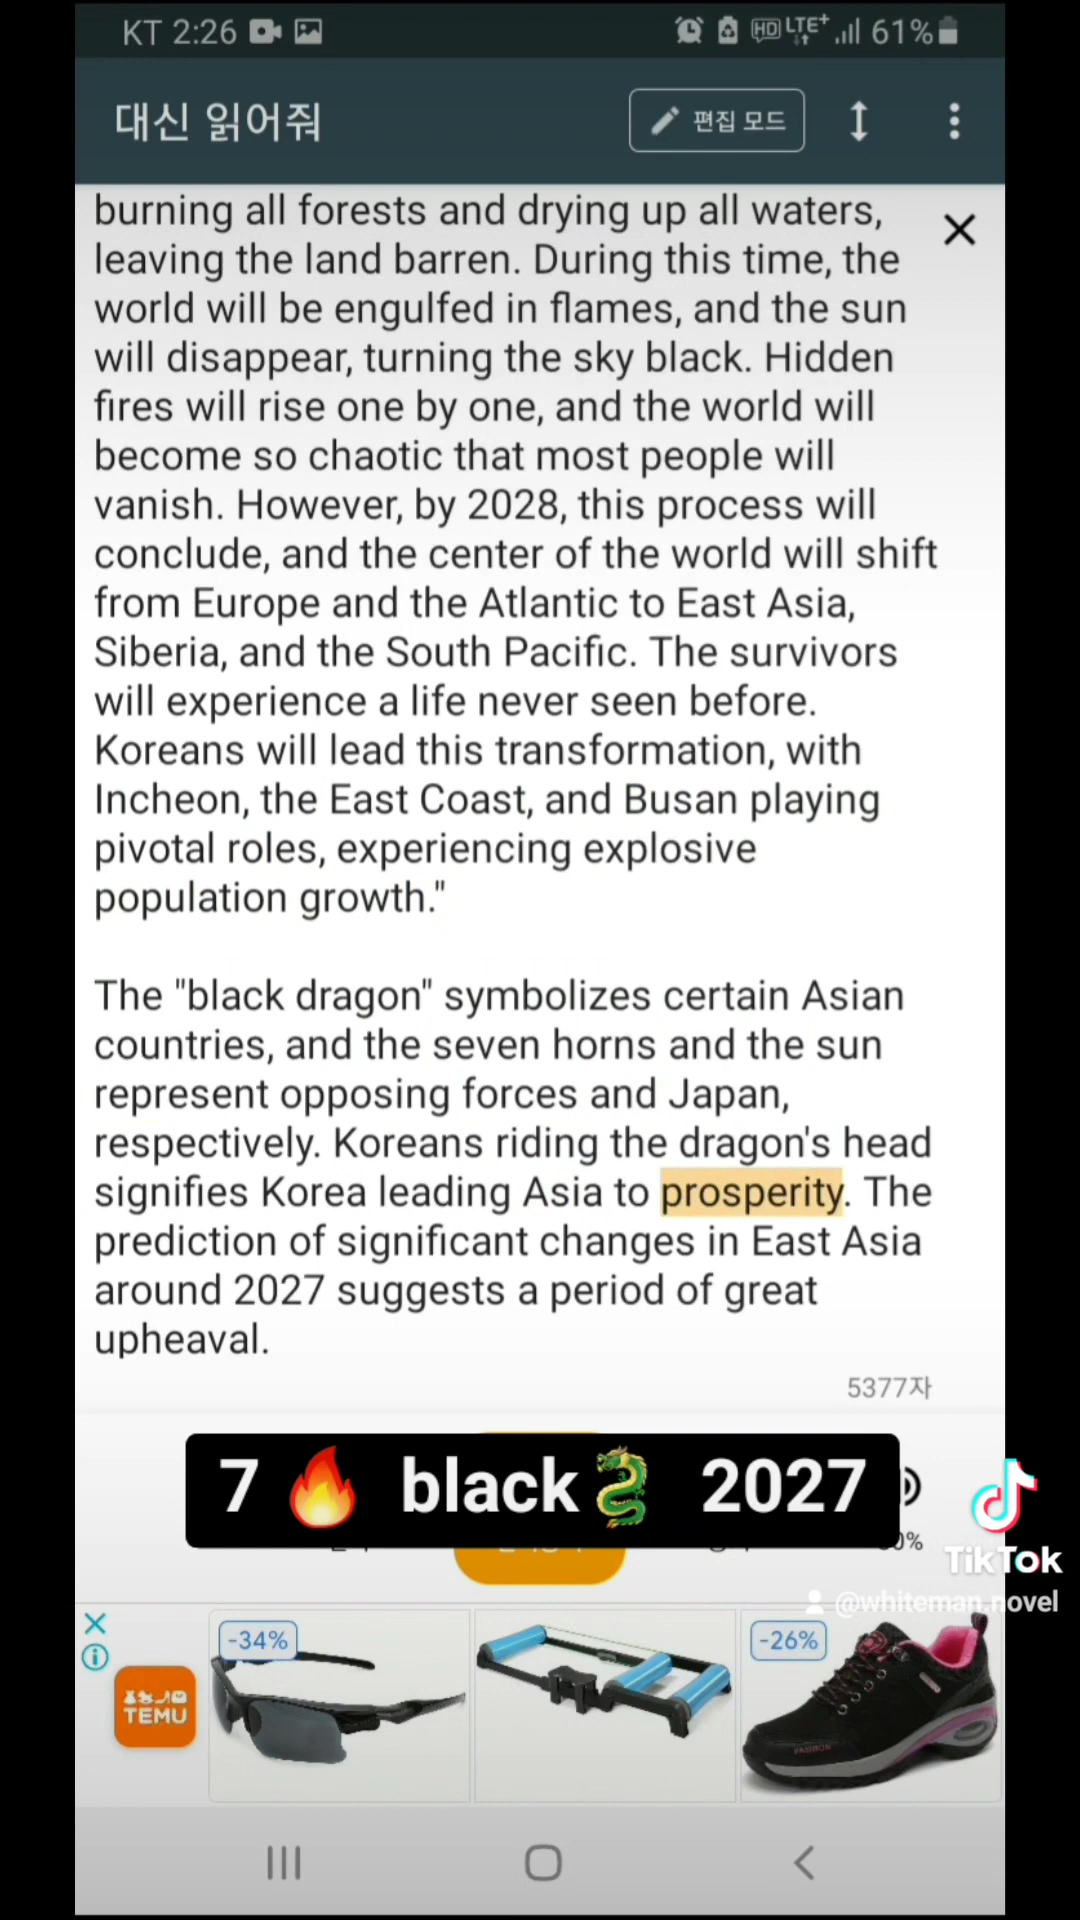 KT 2:26
HD LTE+ 61%
대신 읽어줘
편집 모드
burning all forests and drying up all waters,
leaving the land barren. During this time, the
world will be engulfed in flames, and the sun
will disappear, turning the sky black. Hidden
fires will rise one by one, and the world will
become so chaotic that most people will
vanish. However, by 2028, this process will
conclude, and the center of the world will shift
from Europe and the Atlantic to East Asia,
Siberia, and the South Pacific. The survivors
will experience a life never seen before.
Koreans will lead this transformation, with
Incheon, the East Coast, and Busan playing
pivotal roles, experiencing explosive
population growth."
The "black dragon" symbolizes certain Asian
countries, and the seven horns and the sun
represent opposing forces and Japan,
respectively. Koreans riding the dragon's head
signifies Korea leading Asia to prosperity. The
prediction of significant changes in East Asia
around 2027 suggests a period of great
upheaval.
5377자
7 🔥 black🐉 2027
0%
TikTok
@whiteman.novel
-34%
-26%
TEMU
FASHION